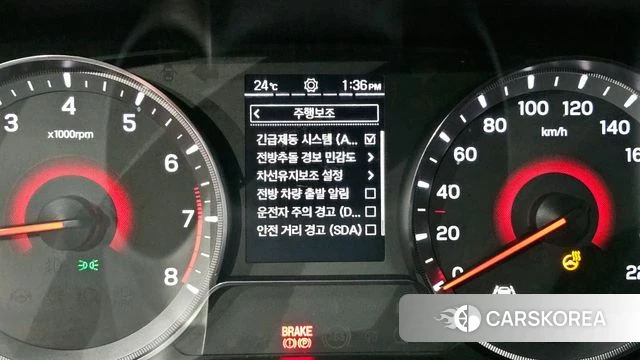 24℃ 1:36PM
< 주행보조
긴급제동 시스템 (A...
전방추돌 경보 민감도 >
차선유지보조 설정 >
전방 차량 출발 알림
운전자 주의 경고 (D...
안전 거리 경고 (SDA)
3 4 5 6 7 8
x1000rpm
0 20 40 60 80 100 120 140 160
km/h
22
BRAKE
(!) (P)
CARSKOREA